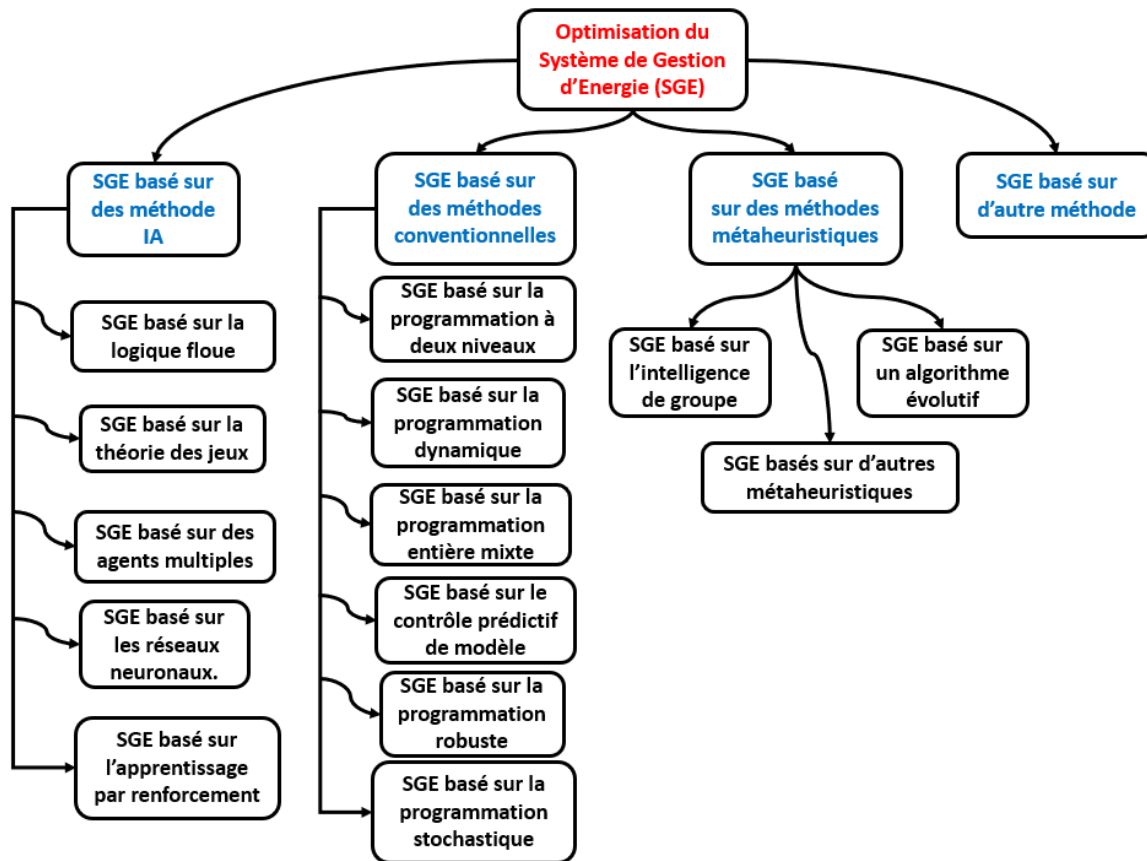 Optimisation du
Système de Gestion
d'Energie (SGE)
SGE basé sur
des méthode
IA
SGE basé sur
des méthodes
conventionnelles
SGE basé
sur des méthodes
métaheuristiques
SGE basé sur
d'autre méthode
SGE basé sur la
logique floue
SGE basé sur la
théorie des jeux
SGE basé sur des
agents multiples
SGE basé sur
les réseaux
neuronaux.
SGE basé sur
l'apprentissage
par renforcement
SGE basé sur la
programmation à
deux niveaux
SGE basé sur la
programmation
dynamique
SGE basé sur la
programmation
entière mixte
SGE basé sur le
contrôle prédictif
de modèle
SGE basé sur la
programmation
robuste
SGE basé sur la
programmation
stochastique
SGE basé sur
l'intelligence
de groupe
SGE basé sur
un algorithme
évolutif
SGE basés sur d'autres
métaheuristiques